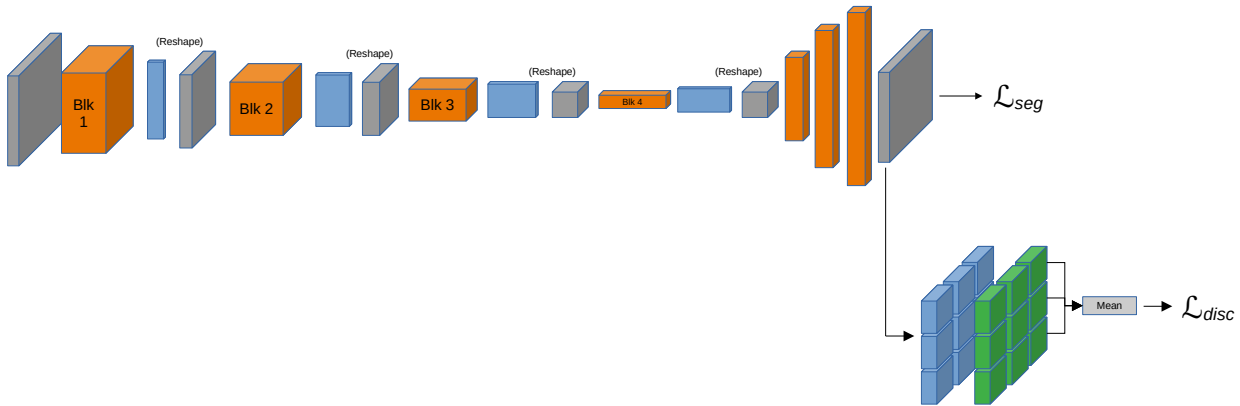 (Reshape)
(Reshape)
(Reshape)
(Reshape)
Blk
1
Blk 2
Blk 3
Blk 4
ℒseg
Mean
ℒdisc